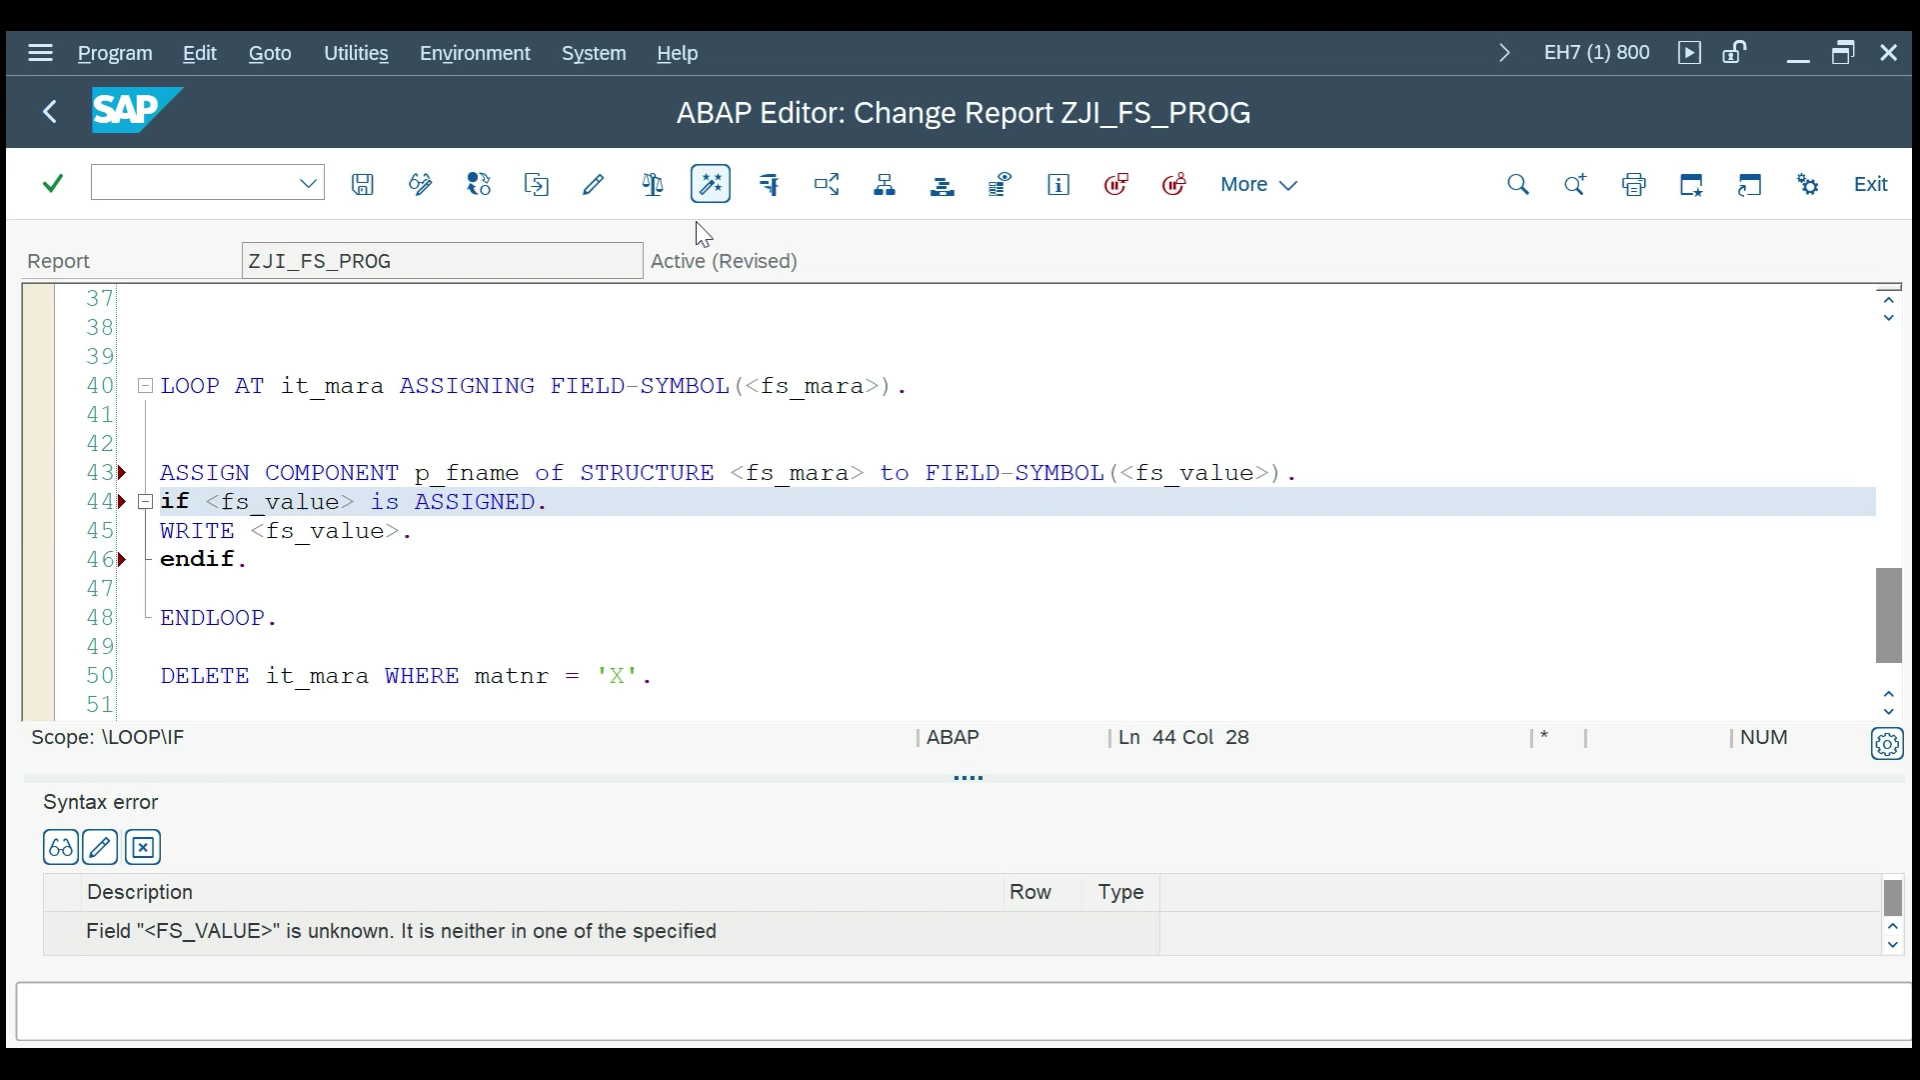 Program Edit Goto Utilities Environment System Help EH7 (1) 800
SAP ABAP Editor: Change Report ZJI_FS_PROG
More Exit
Report ZJI_FS_PROG Active (Revised)
37
38
39
40 LOOP AT it_mara ASSIGNING FIELD-SYMBOL(<fs_mara>).
41
42
43 ASSIGN COMPONENT p_fname of STRUCTURE <fs_mara> to FIELD-SYMBOL(<fs_value>).
44 if <fs_value> is ASSIGNED.
45 WRITE <fs_value>.
46 endif.
47
48 ENDLOOP.
49
50 DELETE it_mara WHERE matnr = 'X'.
51
Scope: \LOOP\IF | ABAP | Ln 44 Col 28 | * | | NUM
Syntax error
Description Row Type
Field "<FS_VALUE>" is unknown. It is neither in one of the specified